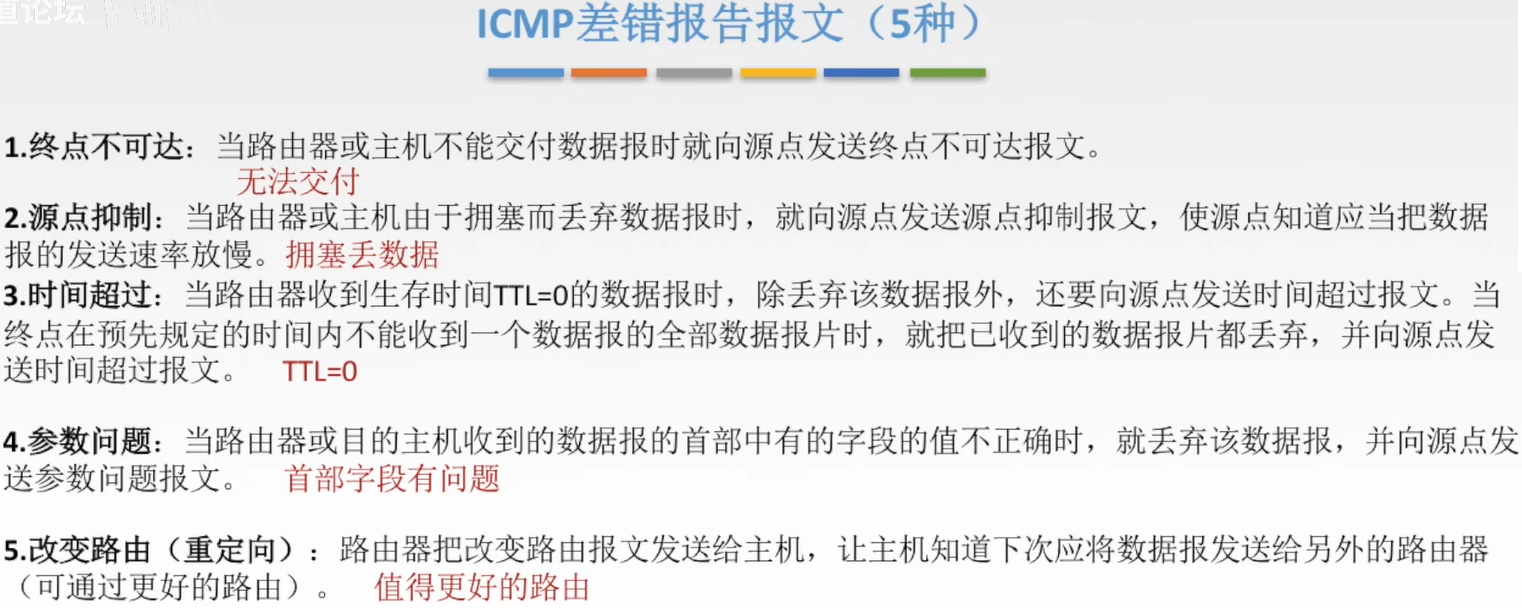 道论坛
ICMP差错报告报文（5种）
1.终点不可达：当路由器或主机不能交付数据报时就向源点发送终点不可达报文。
无法交付
2.源点抑制：当路由器或主机由于拥塞而丢弃数据报时，就向源点发送源点抑制报文，使源点知道应当把数据
报的发送速率放慢。拥塞丢数据
3.时间超过：当路由器收到生存时间TTL=0的数据报时，除丢弃该数据报外，还要向源点发送时间超过报文。当
终点在预先规定的时间内不能收到一个数据报的全部数据报片时，就把已收到的数据报片都丢弃，并向源点发
送时间超过报文。 TTL=0
4.参数问题：当路由器或目的主机收到的数据报的首部中有的字段的值不正确时，就丢弃该数据报，并向源点发
送参数问题报文。 首部字段有问题
5.改变路由（重定向）：路由器把改变路由报文发送给主机，让主机知道下次应将数据报发送给另外的路由器
（可通过更好的路由）。 值得更好的路由